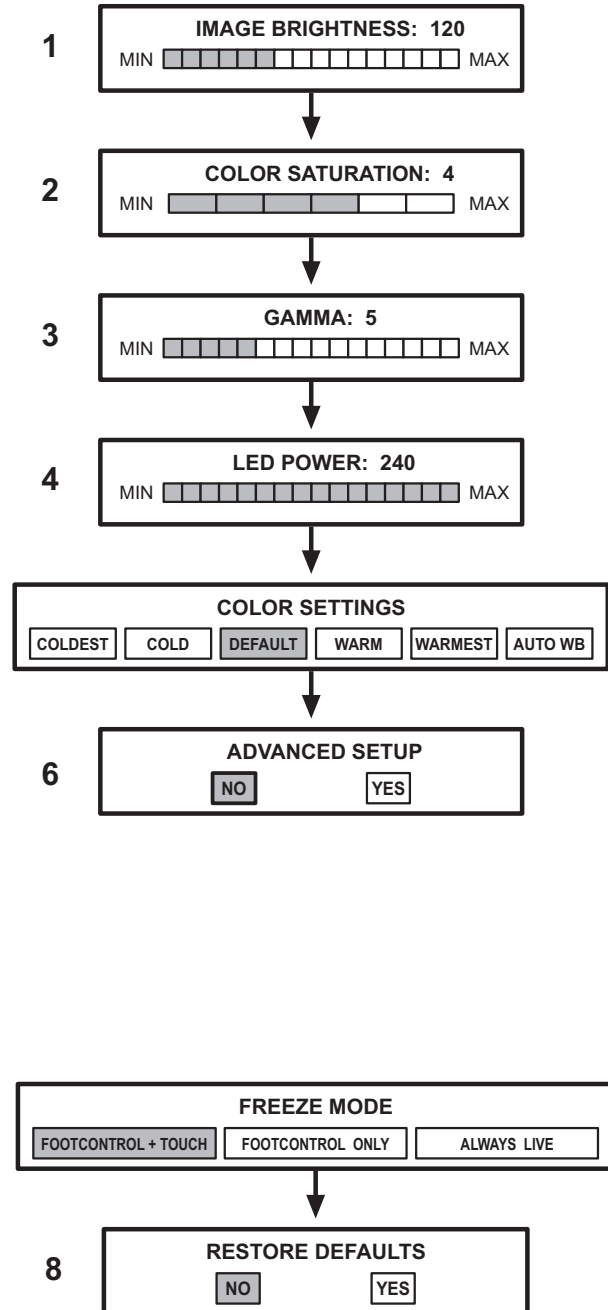 IMAGE BRIGHTNESS: 120
1
MIN MAX
COLOR SATURATION: 4
2
MIN MAX
GAMMA: 5
3
MIN MAX
LED POWER: 240
4
MIN MAX
COLOR SETTINGS
COLDEST COLD DEFAULT WARM WARMEST AUTO WB
ADVANCED SETUP
6
NO YES
FREEZE MODE
FOOTCONTROL + TOUCH FOOTCONTROL ONLY ALWAYS LIVE
RESTORE DEFAULTS
8
NO YES